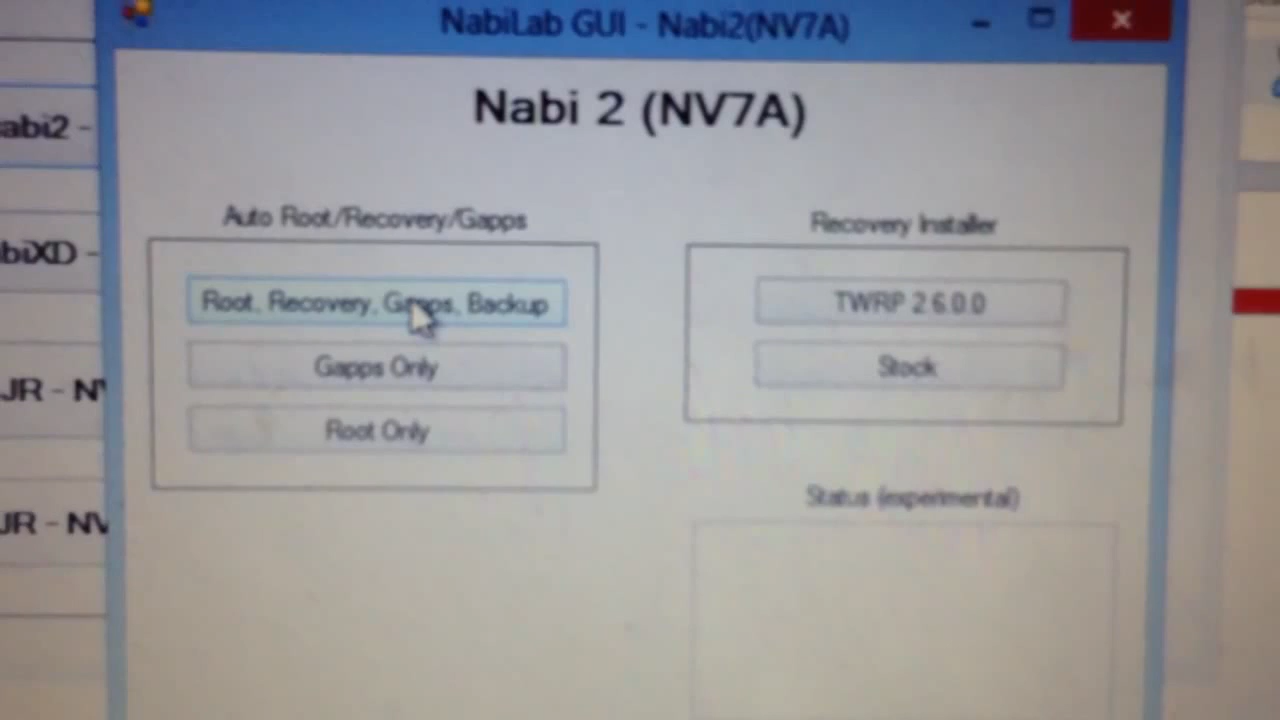 NabiLab GUI - Nabi2(NV7A)
Nabi 2 (NV7A)
Auto Root/Recovery/Gapps
Root, Recovery, Gapps, Backup
Gapps Only
Root Only
Recovery Installer
TWRP 2.6.0.0
Stock
Status (experimental)
abi2 -
biXD -
JR - NV
JR - NV